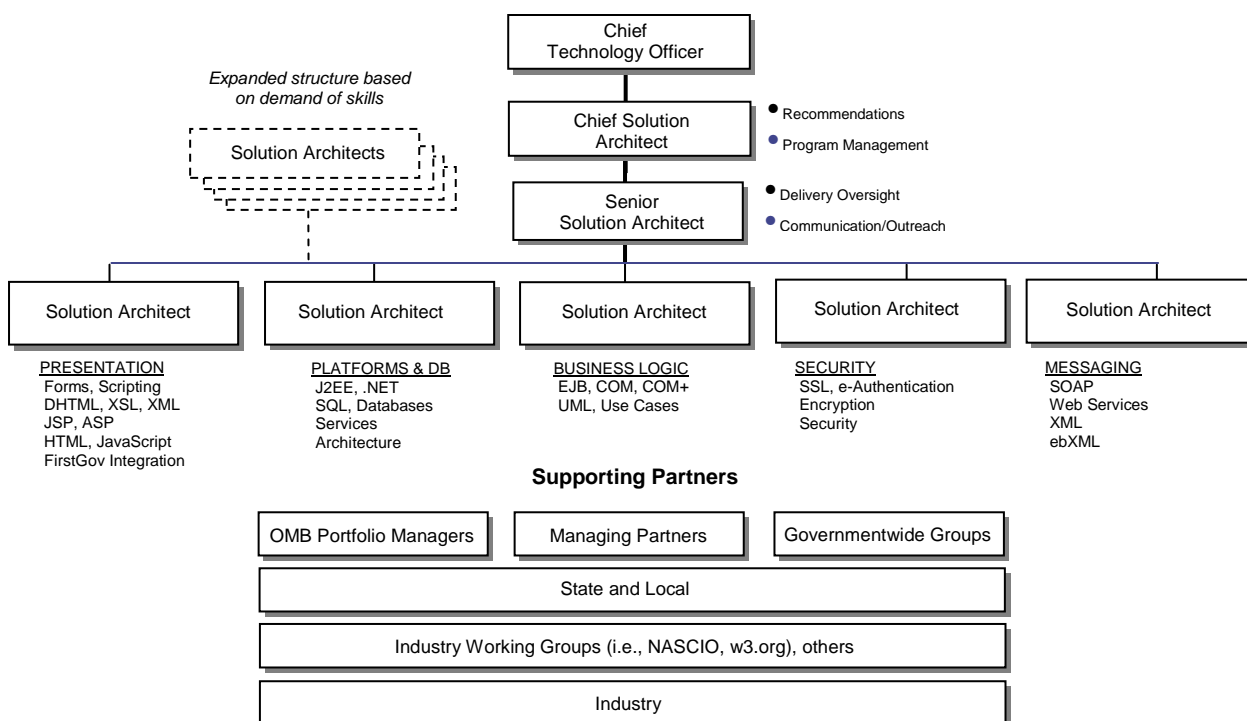 Chief
Technology Officer
Expanded structure based
on demand of skills
Chief Solution
Architect
Recommendations
Program Management
Solution Architects
Senior
Solution Architect
Delivery Oversight
Communication/Outreach
Solution Architect
Solution Architect
Solution Architect
Solution Architect
Solution Architect
PRESENTATION
Forms, Scripting
DHTML, XSL, XML
JSP, ASP
HTML, JavaScript
FirstGov Integration
PLATFORMS & DB
J2EE, .NET
SQL, Databases
Services
Architecture
BUSINESS LOGIC
EJB, COM, COM+
UML, Use Cases
SECURITY
SSL, e-Authentication
Encryption
Security
MESSAGING
SOAP
Web Services
XML
ebXML
Supporting Partners
OMB Portfolio Managers
Managing Partners
Governmentwide Groups
State and Local
Industry Working Groups (i.e., NASCIO, w3.org), others
Industry